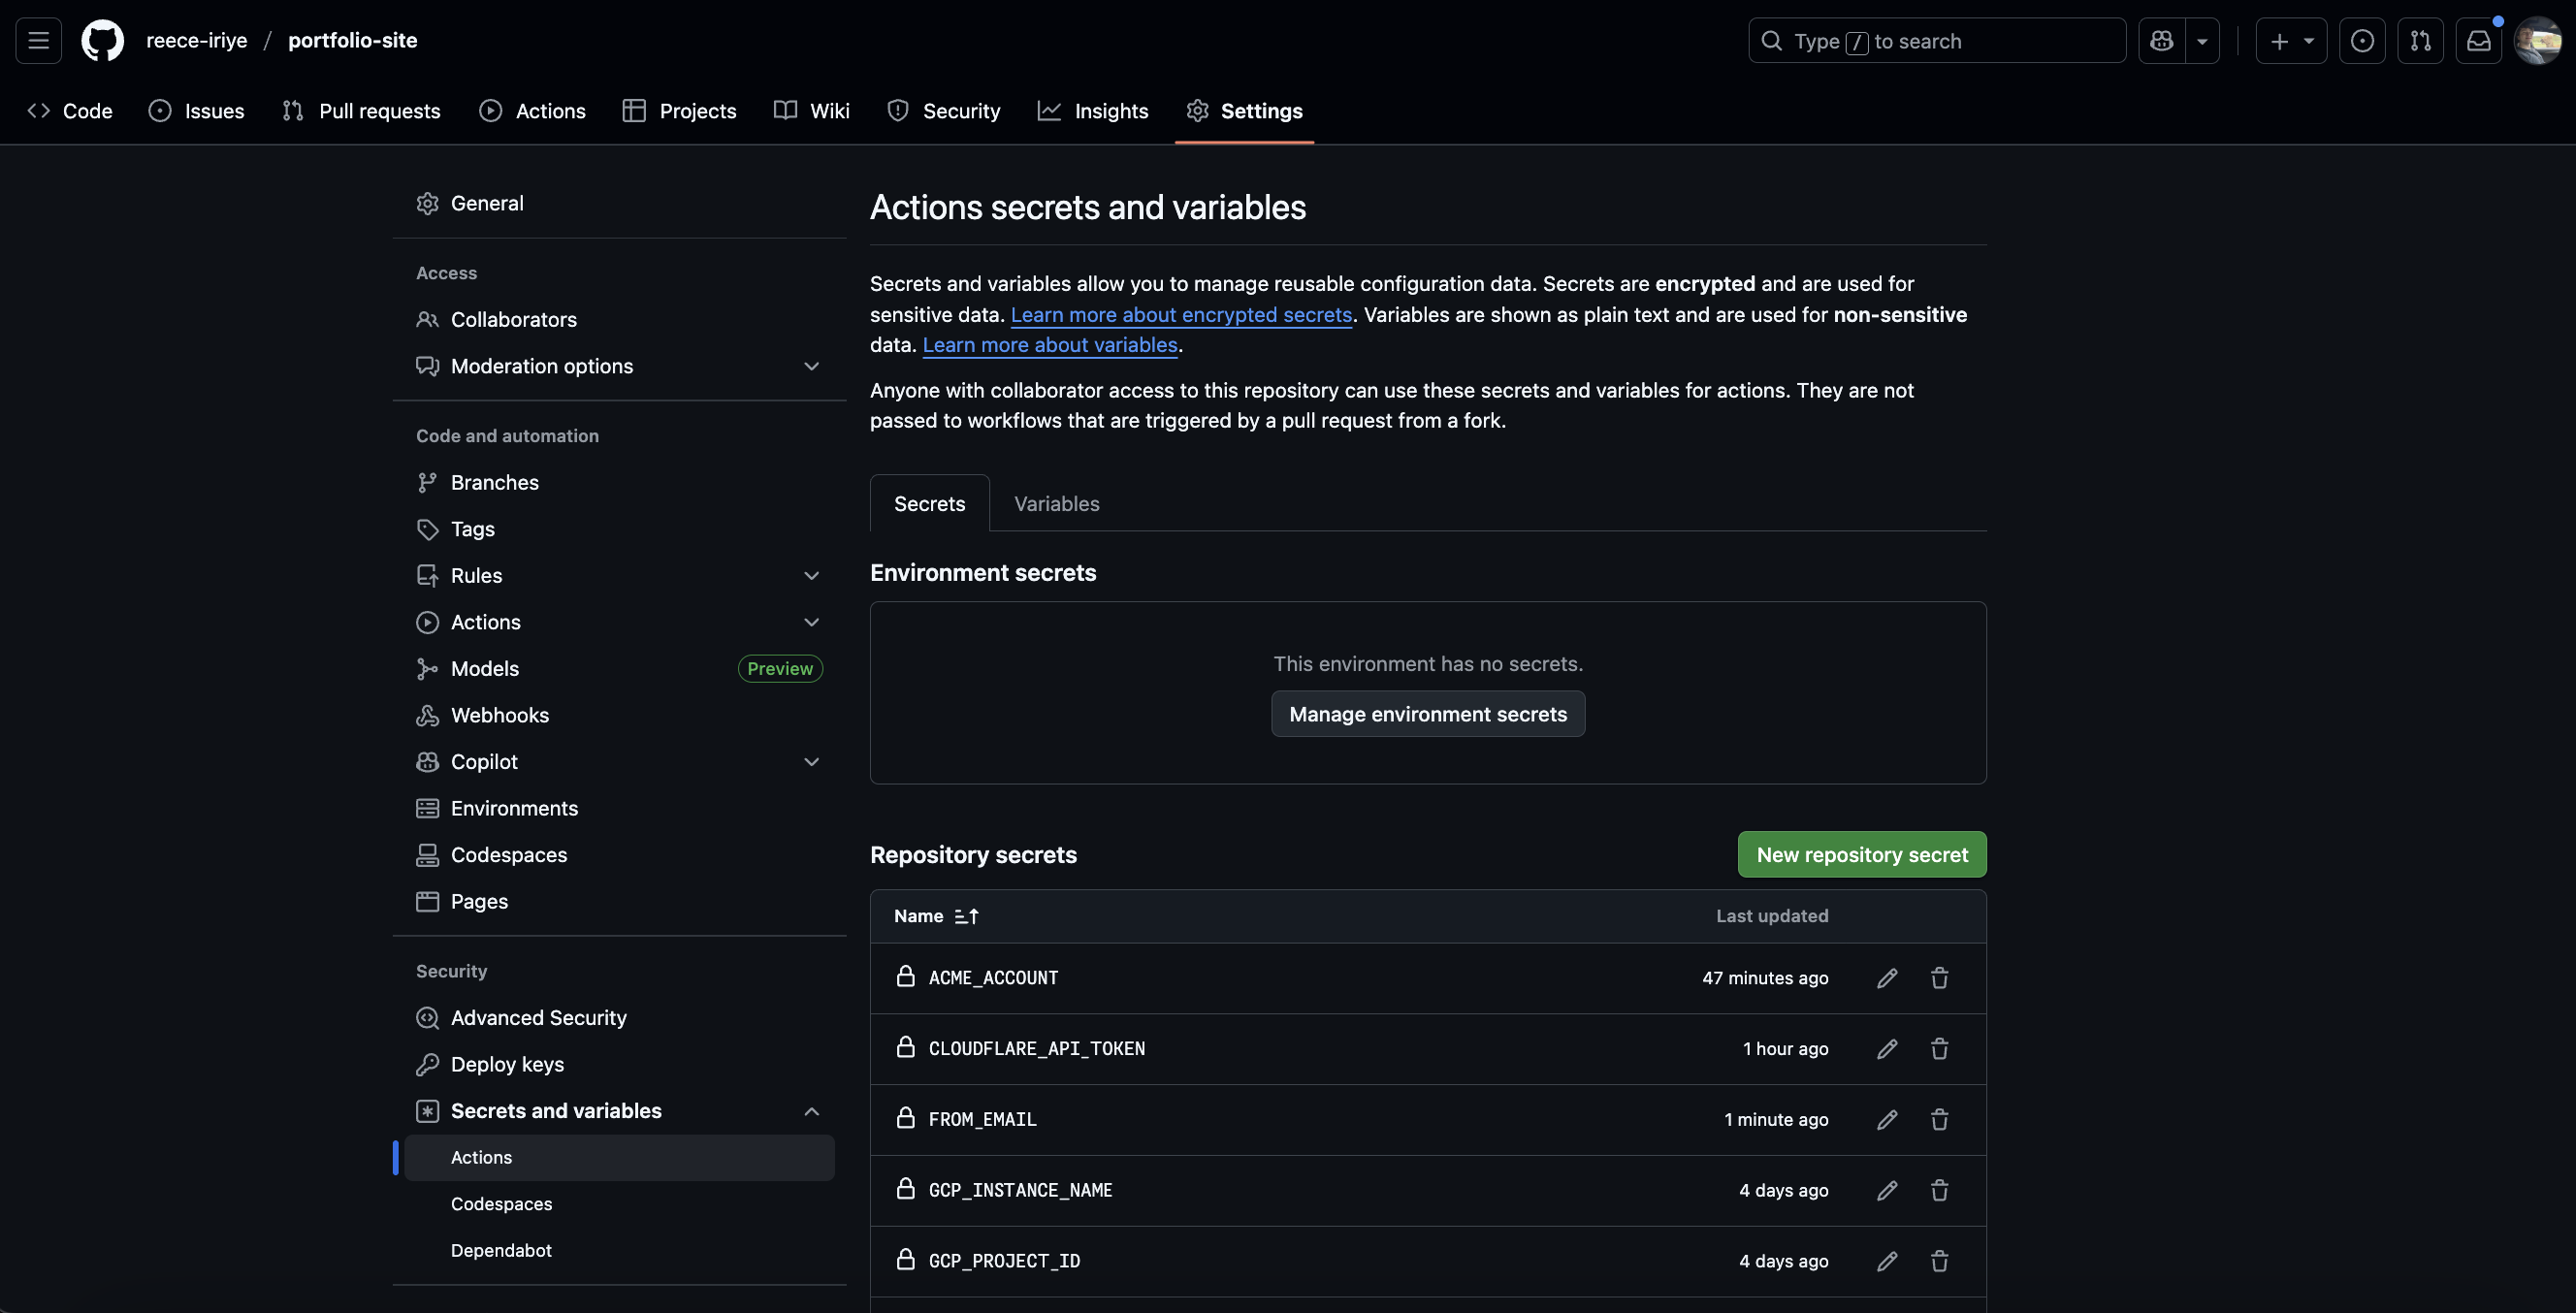 reece-iriye / portfolio-site
Type / to search
Code
Issues
Pull requests
Actions
Projects
Wiki
Security
Insights
Settings
General
Access
Collaborators
Moderation options
Code and automation
Branches
Tags
Rules
Actions
Models Preview
Webhooks
Copilot
Environments
Codespaces
Pages
Security
Advanced Security
Deploy keys
Secrets and variables
Actions
Codespaces
Dependabot
Actions secrets and variables
Secrets and variables allow you to manage reusable configuration data. Secrets are encrypted and are used for
sensitive data. Learn more about encrypted secrets. Variables are shown as plain text and are used for non-sensitive
data. Learn more about variables.
Anyone with collaborator access to this repository can use these secrets and variables for actions. They are not
passed to workflows that are triggered by a pull request from a fork.
Secrets
Variables
Environment secrets
This environment has no secrets.
Manage environment secrets
Repository secrets
New repository secret
Name Last updated
ACME_ACCOUNT 47 minutes ago
CLOUDFLARE_API_TOKEN 1 hour ago
FROM_EMAIL 1 minute ago
GCP_INSTANCE_NAME 4 days ago
GCP_PROJECT_ID 4 days ago